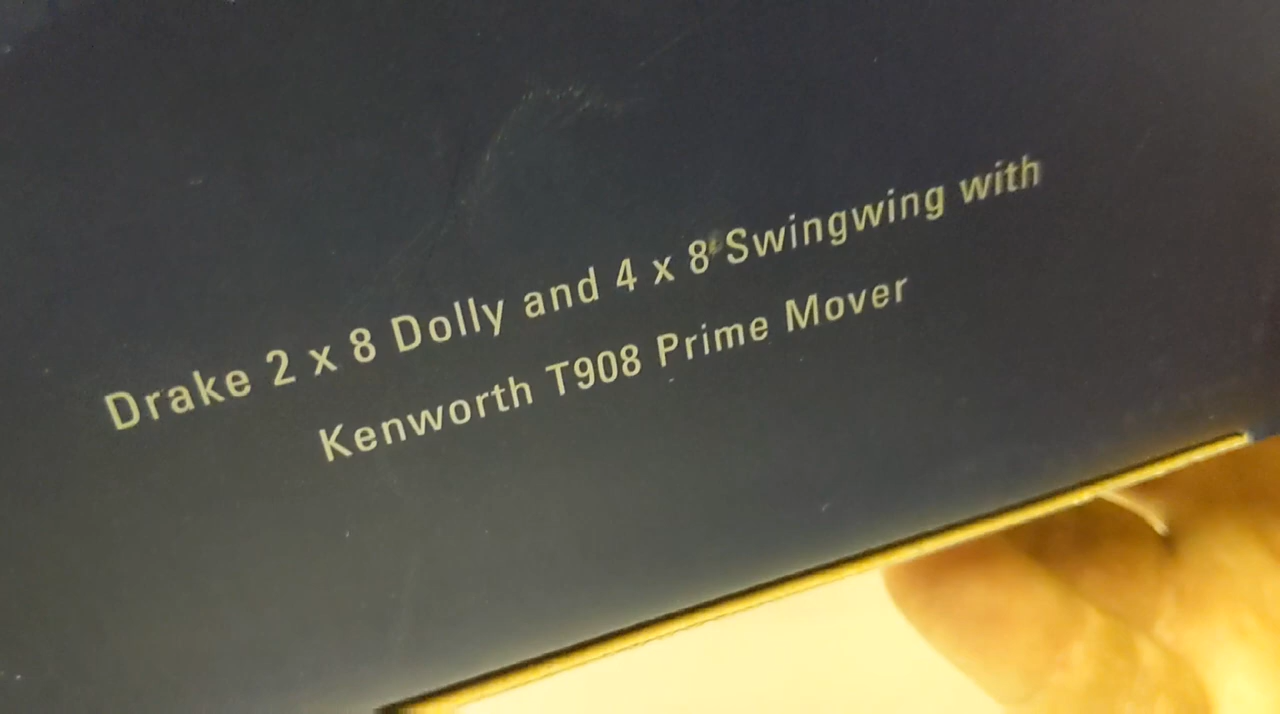 Drake 2 x 8 Dolly and 4 x 8 Swingwing with
Kenworth T908 Prime Mover